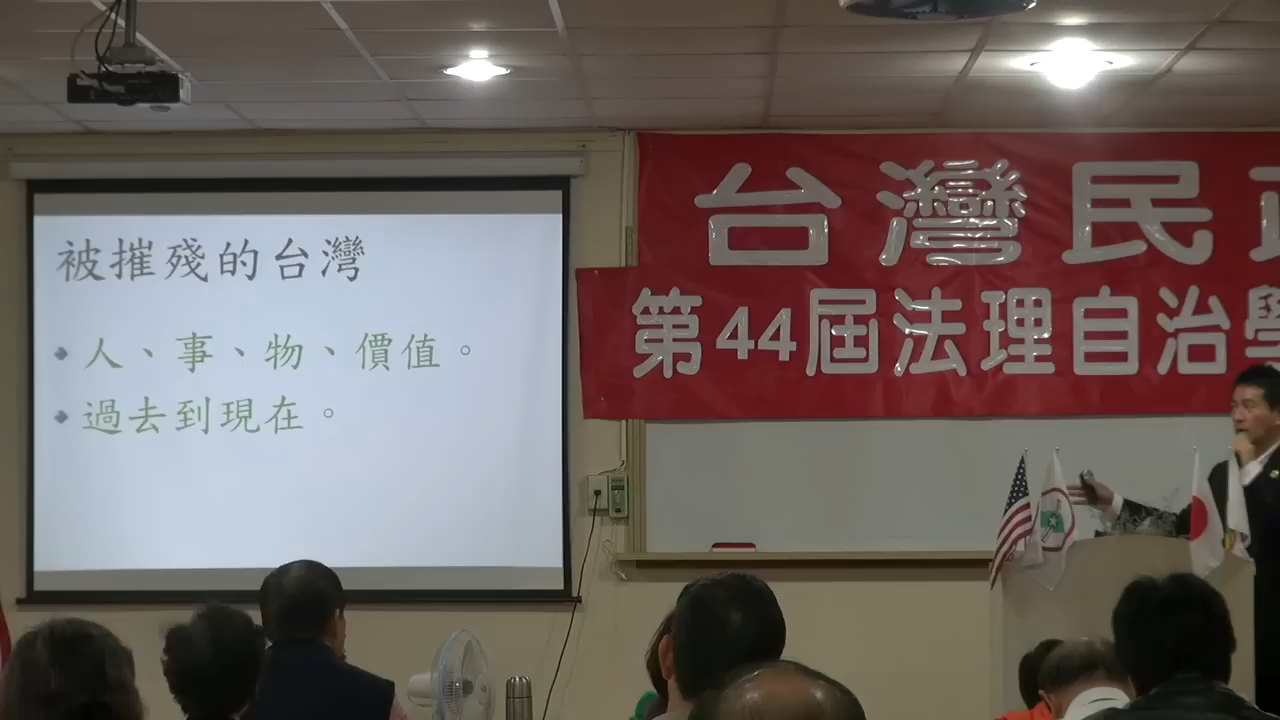 被摧殘的台灣
人、事、物、價值。
過去到現在。
台灣民
第44屆法理自治學